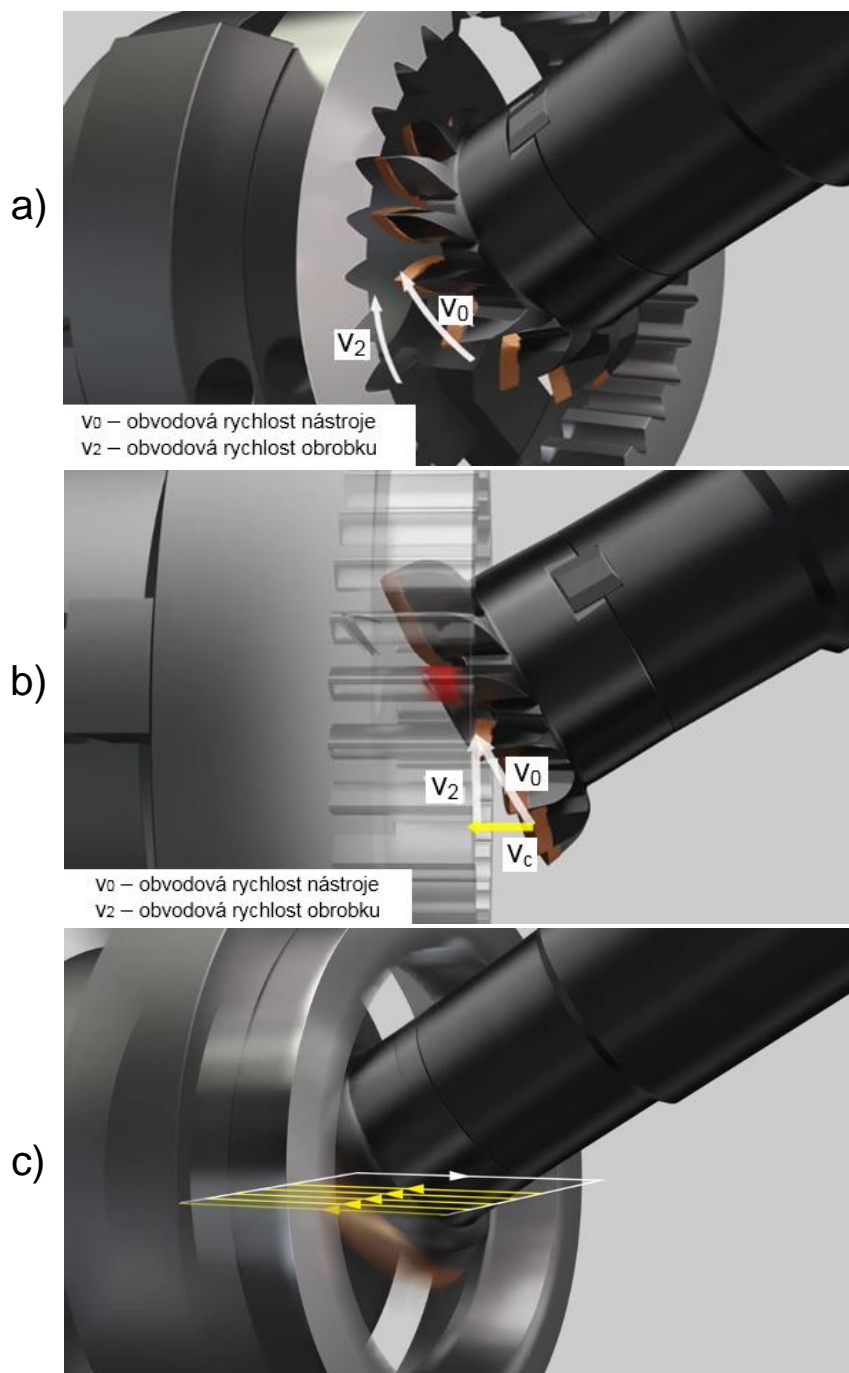 a)
v₀
v₂
v₀ – obvodová rychlost nástroje
v₂ – obvodová rychlost obrobku
b)
v₂
v₀
v_c
v₀ – obvodová rychlost nástroje
v₂ – obvodová rychlost obrobku
c)